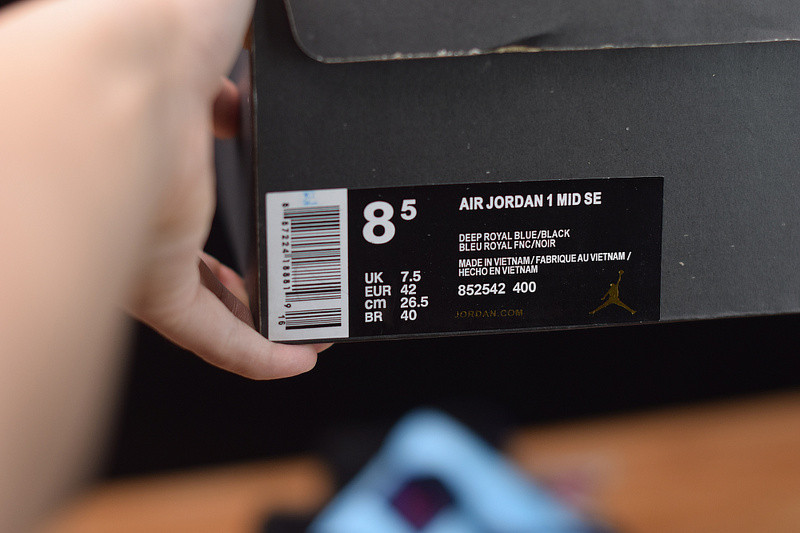 8 5
AIR JORDAN 1 MID SE
DEEP ROYAL BLUE/BLACK
BLEU ROYAL FNC/NOIR
MADE IN VIETNAM / FABRIQUE AU VIETNAM /
HECHO EN VIETNAM
852542 400
UK 7.5
EUR 42
cm 26.5
BR 40
JORDAN.COM